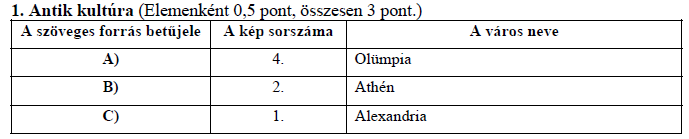 1. Antik kultúra (Elemenként 0,5 pont, összesen 3 pont.)
A szöveges forrás betűjele A kép sorszáma A város neve
A) 4. Olümpia
B) 2. Athén
C) 1. Alexandria